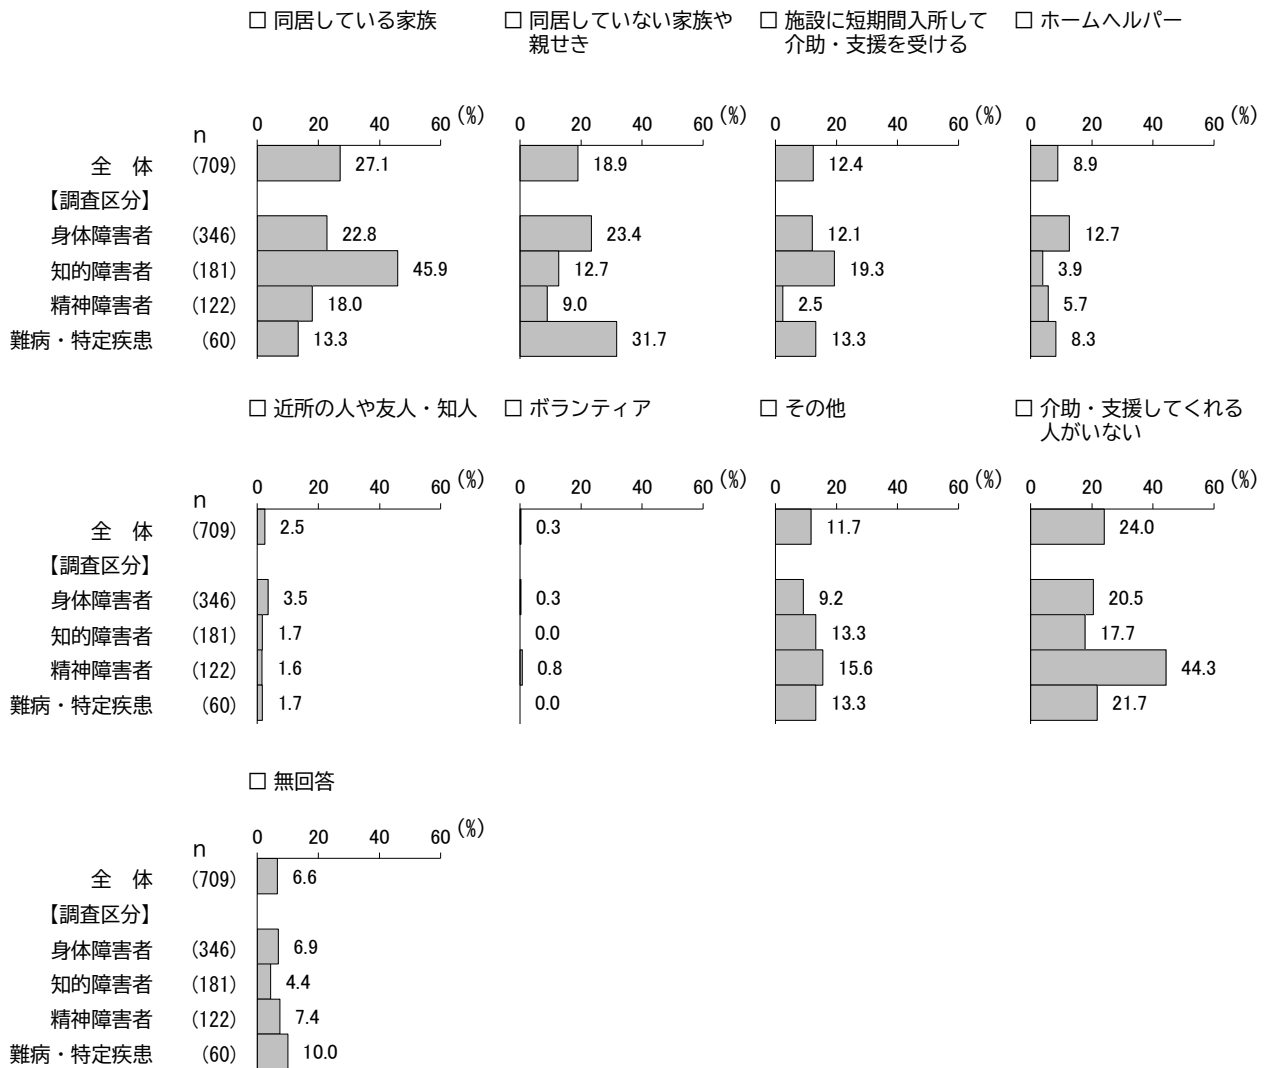 □ 同居している家族
□ 同居していない家族や
親せき
□ 施設に短期間入所して
介助・支援を受ける
□ ホームヘルパー
n 0 20 40 60 (%) 0 20 40 60 (%) 0 20 40 60 (%) 0 20 40 60 (%)
全　体 (709) 27.1 18.9 12.4 8.9
【調査区分】
身体障害者 (346) 22.8 23.4 12.1 12.7
知的障害者 (181) 45.9 12.7 19.3 3.9
精神障害者 (122) 18.0 9.0 2.5 5.7
難病・特定疾患 (60) 13.3 31.7 13.3 8.3
□ 近所の人や友人・知人
□ ボランティア
□ その他
□ 介助・支援してくれる
人がいない
n 0 20 40 60 (%) 0 20 40 60 (%) 0 20 40 60 (%) 0 20 40 60 (%)
全　体 (709) 2.5 0.3 11.7 24.0
【調査区分】
身体障害者 (346) 3.5 0.3 9.2 20.5
知的障害者 (181) 1.7 0.0 13.3 17.7
精神障害者 (122) 1.6 0.8 15.6 44.3
難病・特定疾患 (60) 1.7 0.0 13.3 21.7
□ 無回答
n 0 20 40 60 (%)
全　体 (709) 6.6
【調査区分】
身体障害者 (346) 6.9
知的障害者 (181) 4.4
精神障害者 (122) 7.4
難病・特定疾患 (60) 10.0